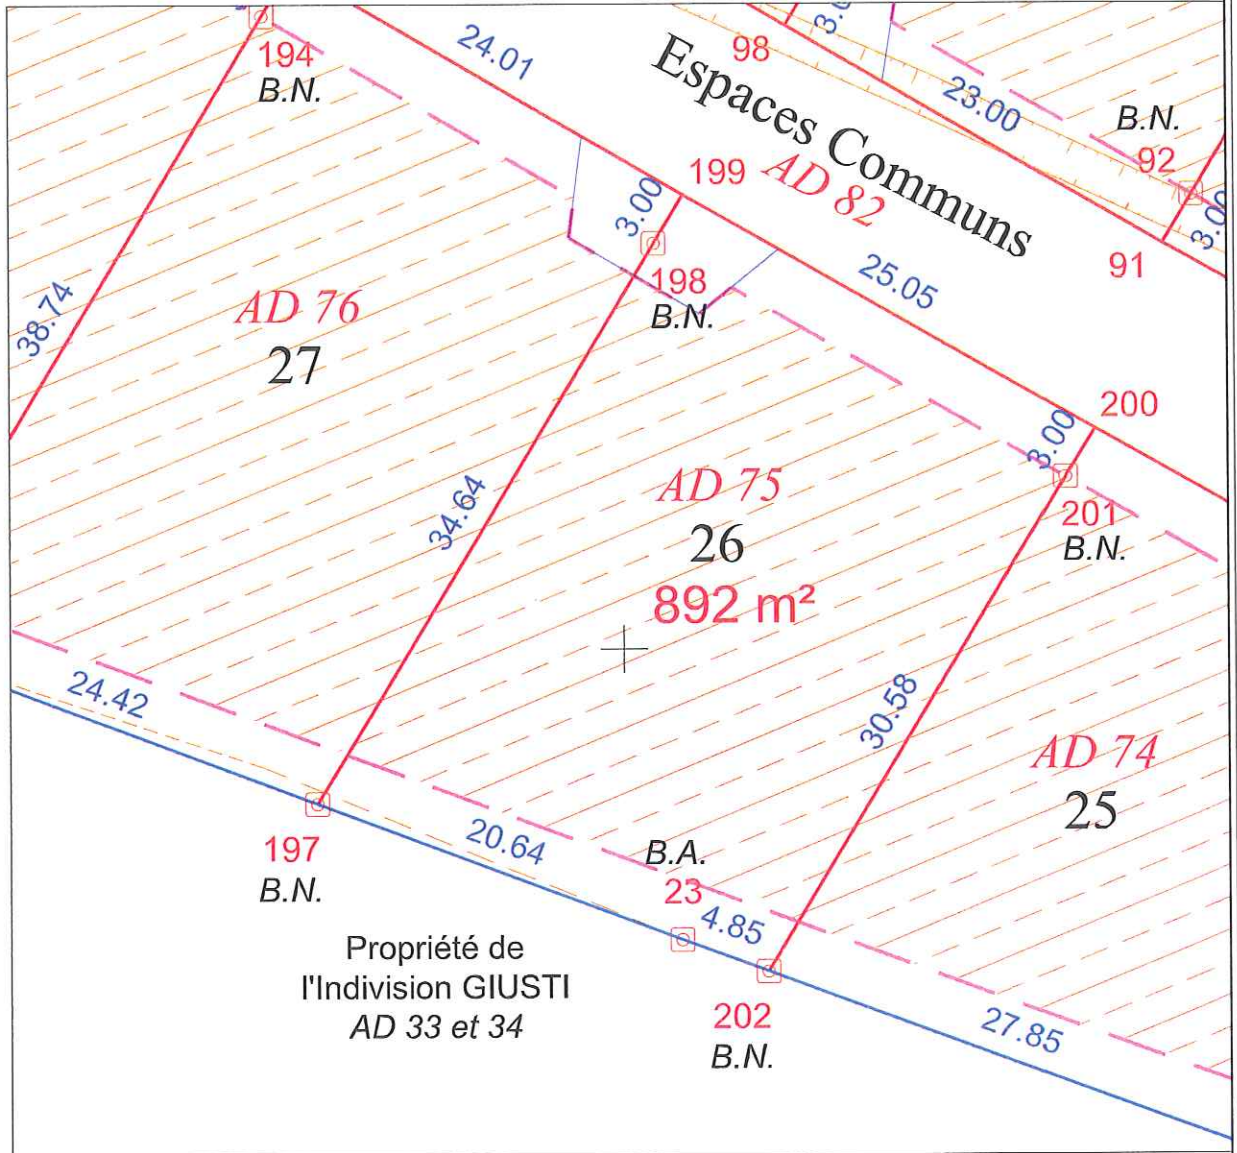 194
B.N.
24.01
98
3.0
Espaces Communs
23.00
B.N.
92
3.00
199
AD 82
3.00
91
25.05
198
B.N.
38.74
AD 76
27
200
3.00
34.64
AD 75
26
892 m²
201
B.N.
24.42
30.58
AD 74
25
197
B.N.
20.64
B.A.
23
4.85
Propriété de
l'Indivision GIUSTI
AD 33 et 34
202
B.N.
27.85